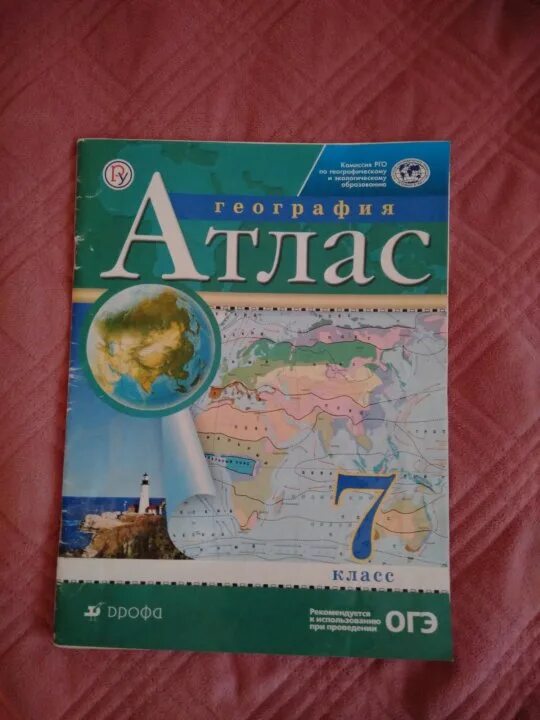 Комиссия РГО
по географическому
и экологическому
образованию
география
Атлас
7
класс
дрофа
Рекомендуется
к использованию
при проведении
ОГЭ